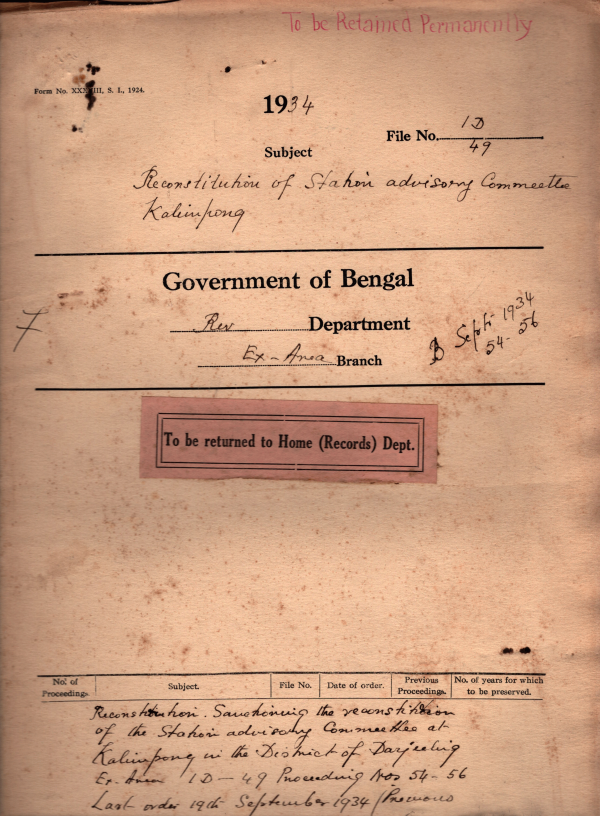 To be Retained Permanently
Form No. XXXVIII, S. I., 1924.
1934
File No. 1D/49
Subject
Reconstitution of Station advisory Committee
Kalimpong
Government of Bengal
Rev Department
Ex-Area Branch
B Sept 1934
54-56
To be returned to Home (Records) Dept.
No. of Proceedings. Subject. File No. Date of order. Previous Proceedings. No. of years for which to be preserved.
Reconstitution. Sanctioning the reconstitution
of the Station advisory Committee at
Kalimpong in the District of Darjeeling
Ex. Area 1D-49 Proceeding Nos 54-56
Last order 19th September 1934 (Previous